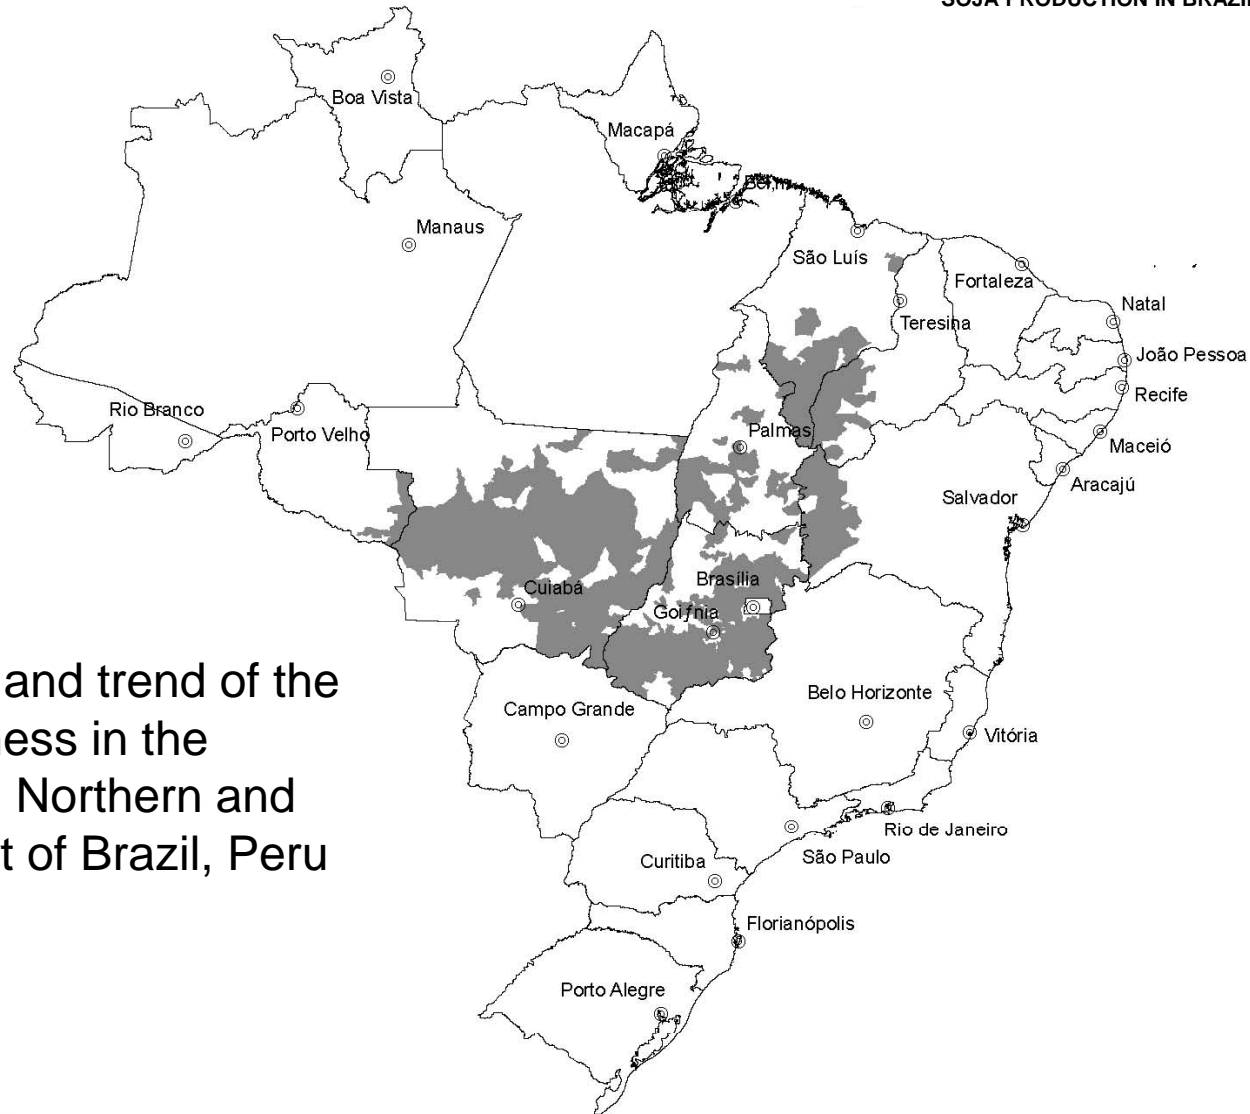 SOJA PRODUCTION IN BRAZIL
Boa Vista
Macapá
Manaus
São Luís
Fortaleza
Teresina
Natal
João Pessoa
Recife
Rio Branco
Porto Velho
Palmas
Maceió
Aracajú
Salvador
Cuiabá
Brasília
Goiƒnia
and trend of the
ness in the
Northern and
t of Brazil, Peru
Campo Grande
Belo Horizonte
Vitória
Rio de Janeiro
São Paulo
Curitiba
Florianópolis
Porto Alegre